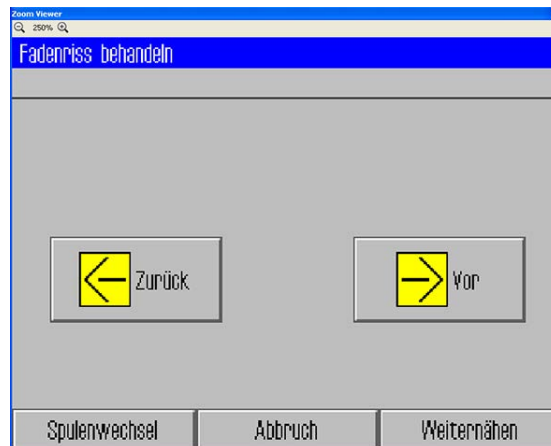 Zoom Viewer
250%
Fadenriss behandeln
Zurück Vor
Spulenwechsel Abbruch Weiternähen